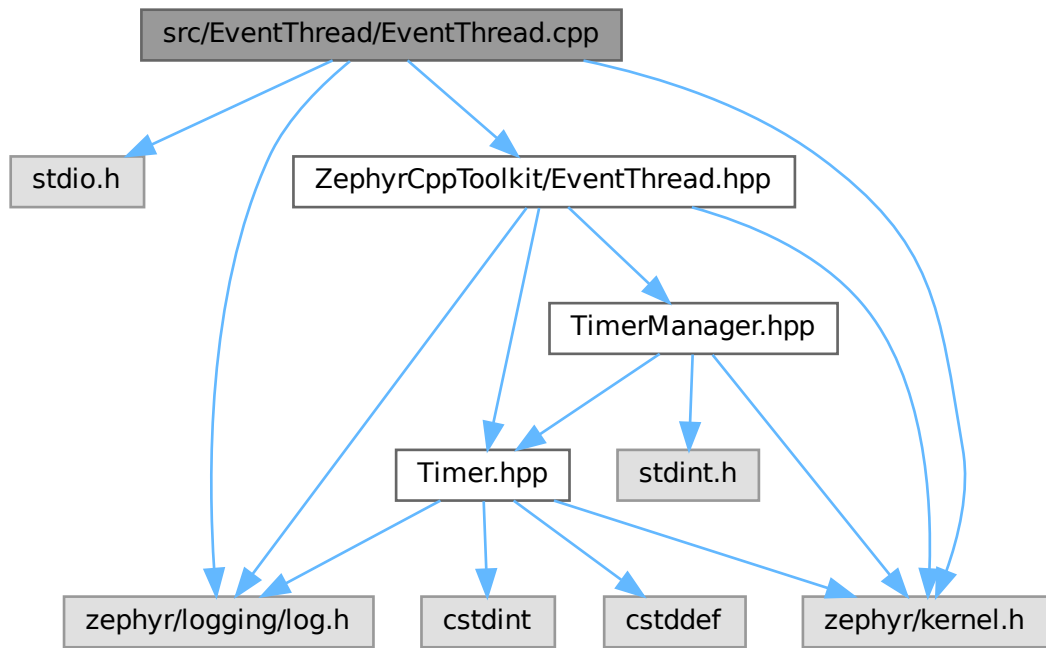 src/EventThread/EventThread.cpp
stdio.h
ZephyrCppToolkit/EventThread.hpp
TimerManager.hpp
Timer.hpp
stdint.h
zephyr/logging/log.h
cstdint
cstddef
zephyr/kernel.h